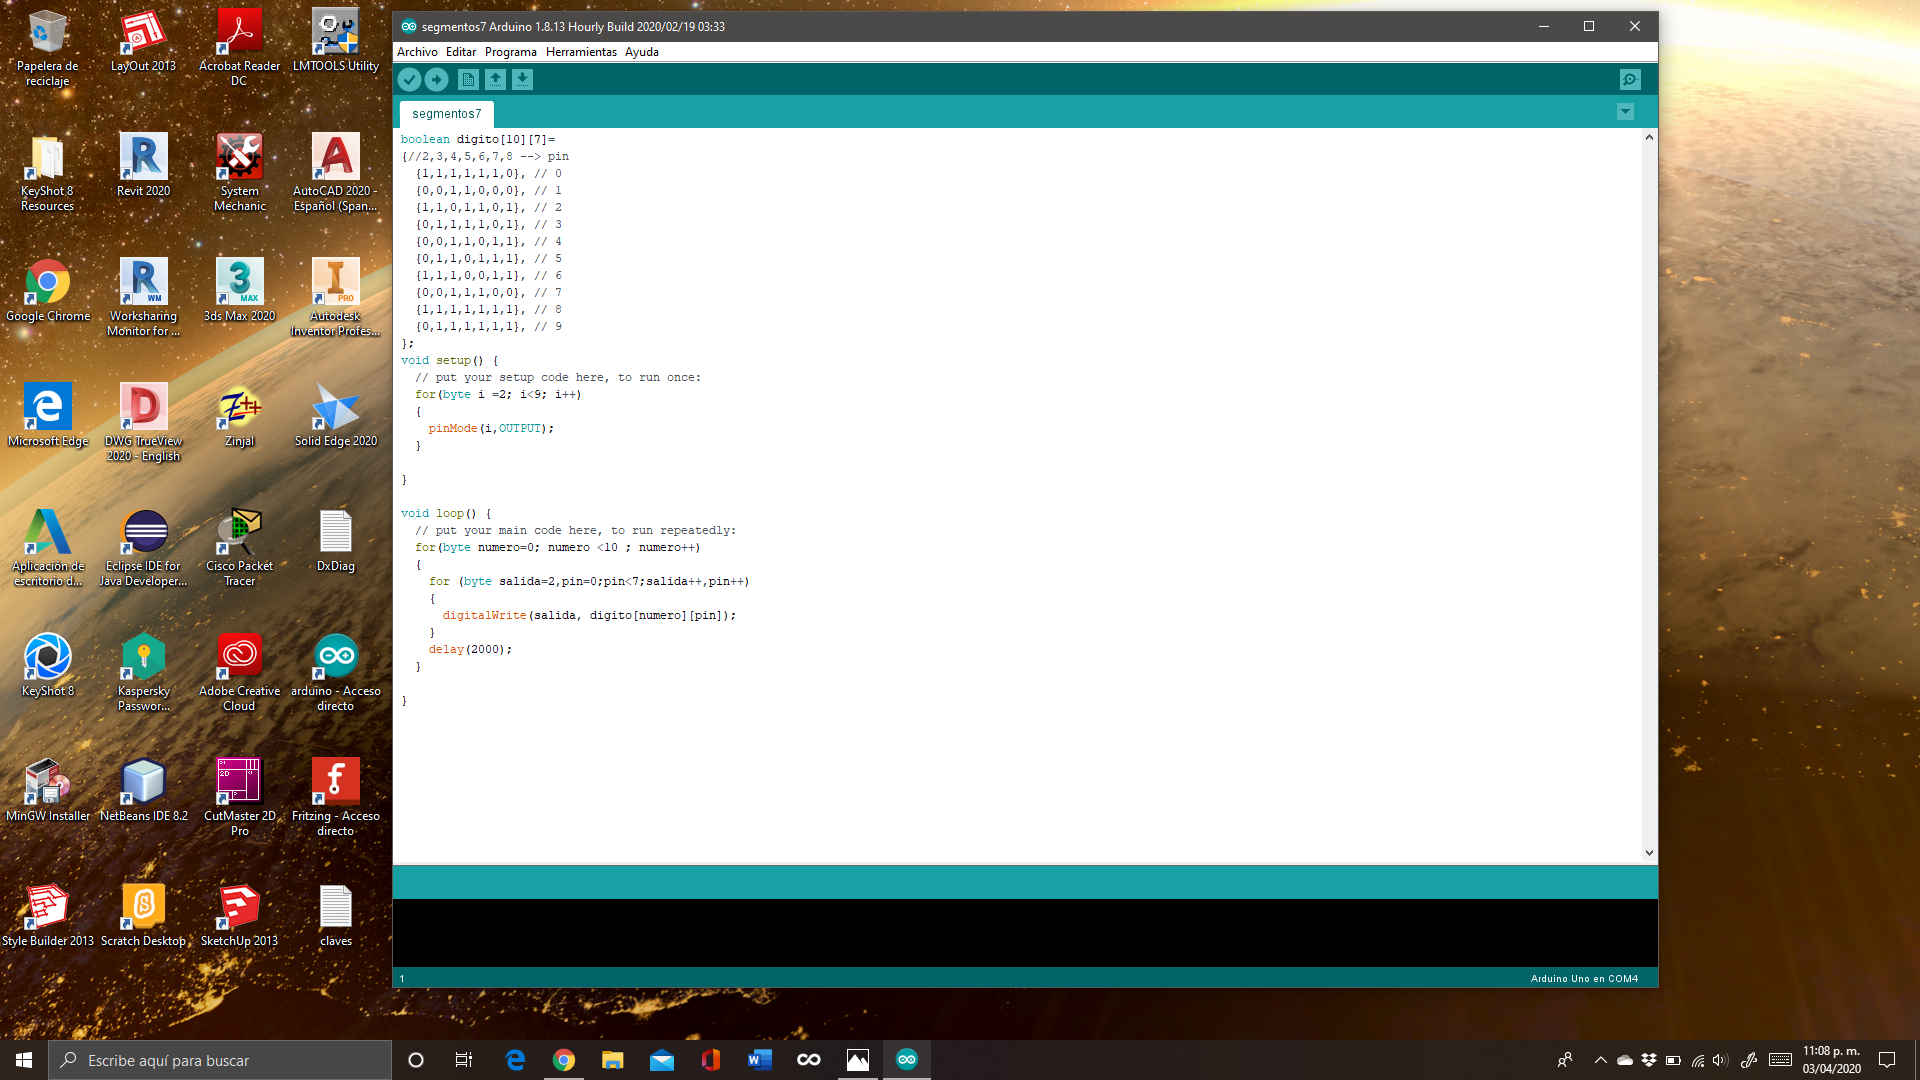 Papelera de reciclaje
LayOut 2013
Acrobat Reader DC
LMTOOLS Utility
KeyShot 8 Resources
Revit 2020
System Mechanic
AutoCAD 2020 - Español (Span...
Google Chrome
Worksharing Monitor for ...
3ds Max 2020
Autodesk Inventor Profes...
Microsoft Edge
DWG TrueView 2020 - English
Zinjal
Solid Edge 2020
Aplicación de escritorio d...
Eclipse IDE for Java Developer...
Cisco Packet Tracer
DxDiag
KeyShot 8
Kaspersky Passwor...
Adobe Creative Cloud
arduino - Acceso directo
MinGW Installer
NetBeans IDE 8.2
CutMaster 2D Pro
Fritzing - Acceso directo
Style Builder 2013
Scratch Desktop
SketchUp 2013
claves
segmentos7 Arduino 1.8.13 Hourly Build 2020/02/19 03:33
Archivo Editar Programa Herramientas Ayuda
segmentos7
boolean digito[10][7]=
{//2,3,4,5,6,7,8 --> pin
{1,1,1,1,1,1,0}, // 0
{0,0,1,1,0,0,0}, // 1
{1,1,0,1,1,0,1}, // 2
{0,1,1,1,1,0,1}, // 3
{0,0,1,1,0,1,1}, // 4
{0,1,1,0,1,1,1}, // 5
{1,1,1,0,0,1,1}, // 6
{0,0,1,1,1,0,0}, // 7
{1,1,1,1,1,1,1}, // 8
{0,1,1,1,1,1,1}, // 9
};
void setup() {
// put your setup code here, to run once:
for(byte i =2; i<9; i++)
{
pinMode(i,OUTPUT);
}
}
void loop() {
// put your main code here, to run repeatedly:
for(byte numero=0; numero <10 ; numero++)
{
for (byte salida=2,pin=0;pin<7;salida++,pin++)
{
digitalWrite(salida, digito[numero][pin]);
}
delay(2000);
}
}
1
Arduino Uno en COM4
Escribe aquí para buscar
11:08 p. m.
03/04/2020